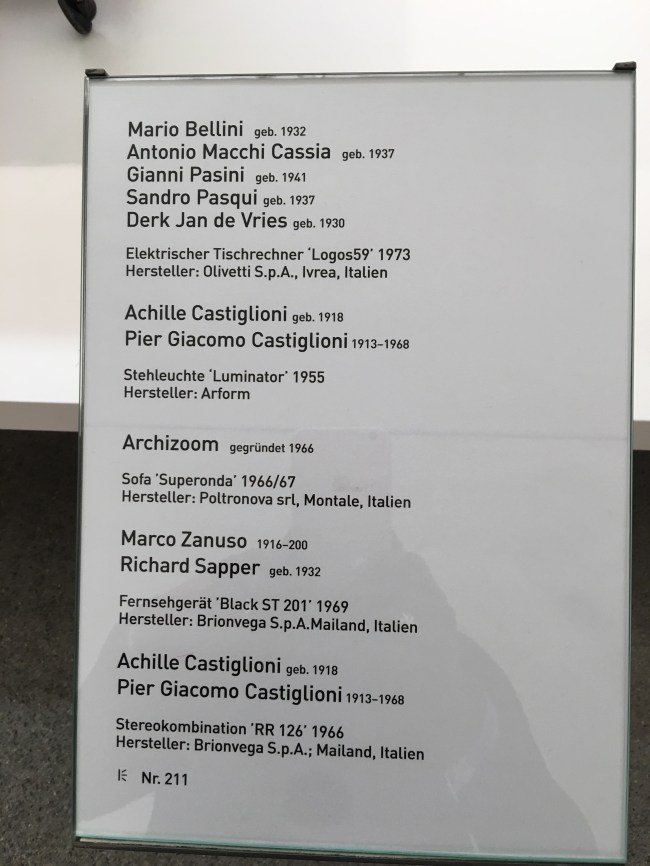 Mario Bellini geb. 1932
Antonio Macchi Cassia geb. 1937
Gianni Pasini geb. 1941
Sandro Pasqui geb. 1937
Derk Jan de Vries geb. 1930
Elektrischer Tischrechner 'Logos59' 1973
Hersteller: Olivetti S.p.A., Ivrea, Italien
Achille Castiglioni geb. 1918
Pier Giacomo Castiglioni 1913–1968
Stehleuchte 'Luminator' 1955
Hersteller: Arform
Archizoom gegründet 1966
Sofa 'Superonda' 1966/67
Hersteller: Poltronova srl, Montale, Italien
Marco Zanuso 1916–200
Richard Sapper geb. 1932
Fernsehgerät 'Black ST 201' 1969
Hersteller: Brionvega S.p.A.Mailand, Italien
Achille Castiglioni geb. 1918
Pier Giacomo Castiglioni 1913–1968
Stereokombination 'RR 126' 1966
Hersteller: Brionvega S.p.A.; Mailand, Italien
Nr. 211